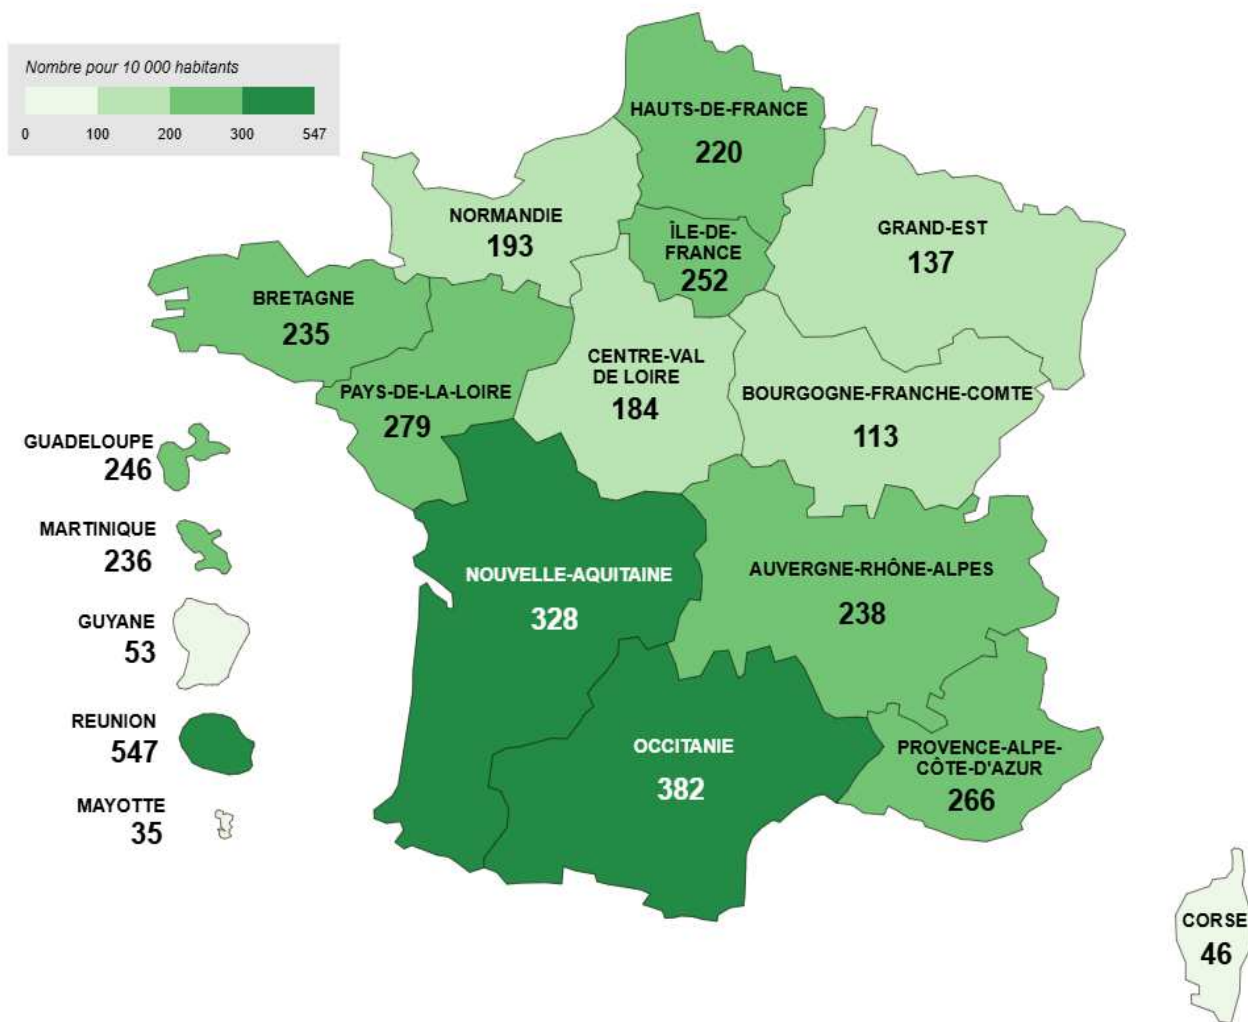 Nombre pour 10 000 habitants
0 100 200 300 547
HAUTS-DE-FRANCE
220
NORMANDIE
193
ÎLE-DE-
FRANCE
252
GRAND-EST
137
BRETAGNE
235
CENTRE-VAL
DE LOIRE
184
PAYS-DE-LA-LOIRE
279
BOURGOGNE-FRANCHE-COMTE
113
GUADELOUPE
246
MARTINIQUE
236
NOUVELLE-AQUITAINE
328
AUVERGNE-RHÔNE-ALPES
238
GUYANE
53
REUNION
547
OCCITANIE
382
PROVENCE-ALPE-
CÔTE-D'AZUR
266
MAYOTTE
35
CORSE
46